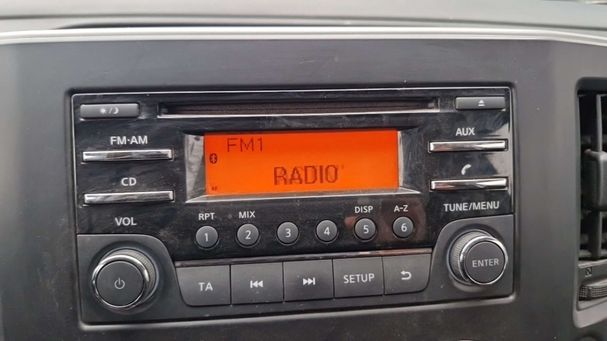 FM1
RADIO
FM·AM
AUX
CD
VOL
RPT MIX DISP A-Z
TUNE/MENU
1 2 3 4 5 6
ENTER
TA SETUP